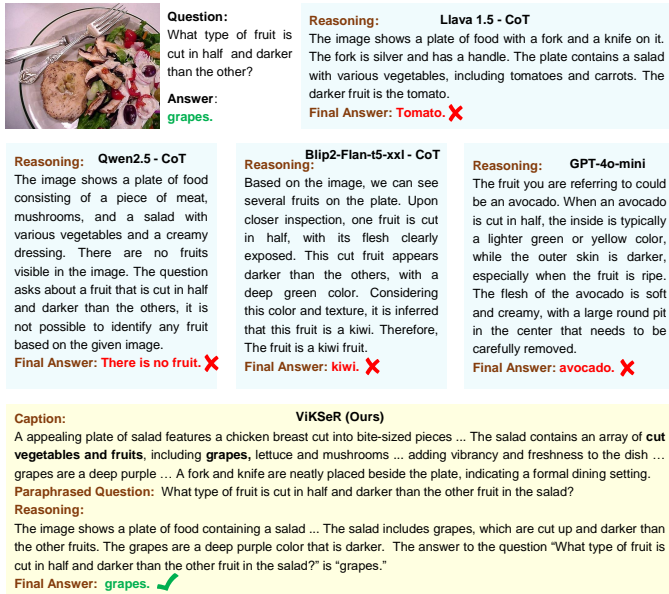 Question:
What type of fruit is
cut in half and darker
than the other?
Answer:
grapes.
Reasoning: Llava 1.5 - CoT
The image shows a plate of food with a fork and a knife on it.
The fork is silver and has a handle. The plate contains a salad
with various vegetables, including tomatoes and carrots. The
darker fruit is the tomato.
Final Answer: Tomato.
Reasoning: Qwen2.5 - CoT
The image shows a plate of food
consisting of a piece of meat,
mushrooms, and a salad with
various vegetables and a creamy
dressing. There are no fruits
visible in the image. The question
asks about a fruit that is cut in half
and darker than the others, it is
not possible to identify any fruit
based on the given image.
Final Answer: There is no fruit.
Blip2-Flan-t5-xxl - CoT
Reasoning:
Based on the image, we can see
several fruits on the plate. Upon
closer inspection, one fruit is cut
in half, with its flesh clearly
exposed. This cut fruit appears
darker than the others, with a
deep green color. Considering
this color and texture, it is inferred
that this fruit is a kiwi. Therefore,
The fruit is a kiwi fruit.
Final Answer: kiwi.
Reasoning: GPT-4o-mini
The fruit you are referring to could
be an avocado. When an avocado
is cut in half, the inside is typically
a lighter green or yellow color,
while the outer skin is darker,
especially when the fruit is ripe.
The flesh of the avocado is soft
and creamy, with a large round pit
in the center that needs to be
carefully removed.
Final Answer: avocado.
Caption: ViKSeR (Ours)
A appealing plate of salad features a chicken breast cut into bite-sized pieces ... The salad contains an array of cut
vegetables and fruits, including grapes, lettuce and mushrooms ... adding vibrancy and freshness to the dish …
grapes are a deep purple … A fork and knife are neatly placed beside the plate, indicating a formal dining setting.
Paraphrased Question: What type of fruit is cut in half and darker than the other fruit in the salad?
Reasoning:
The image shows a plate of food containing a salad ... The salad includes grapes, which are cut up and darker than
the other fruits. The grapes are a deep purple color that is darker. The answer to the question “What type of fruit is
cut in half and darker than the other fruit in the salad?” is “grapes.”
Final Answer: grapes.